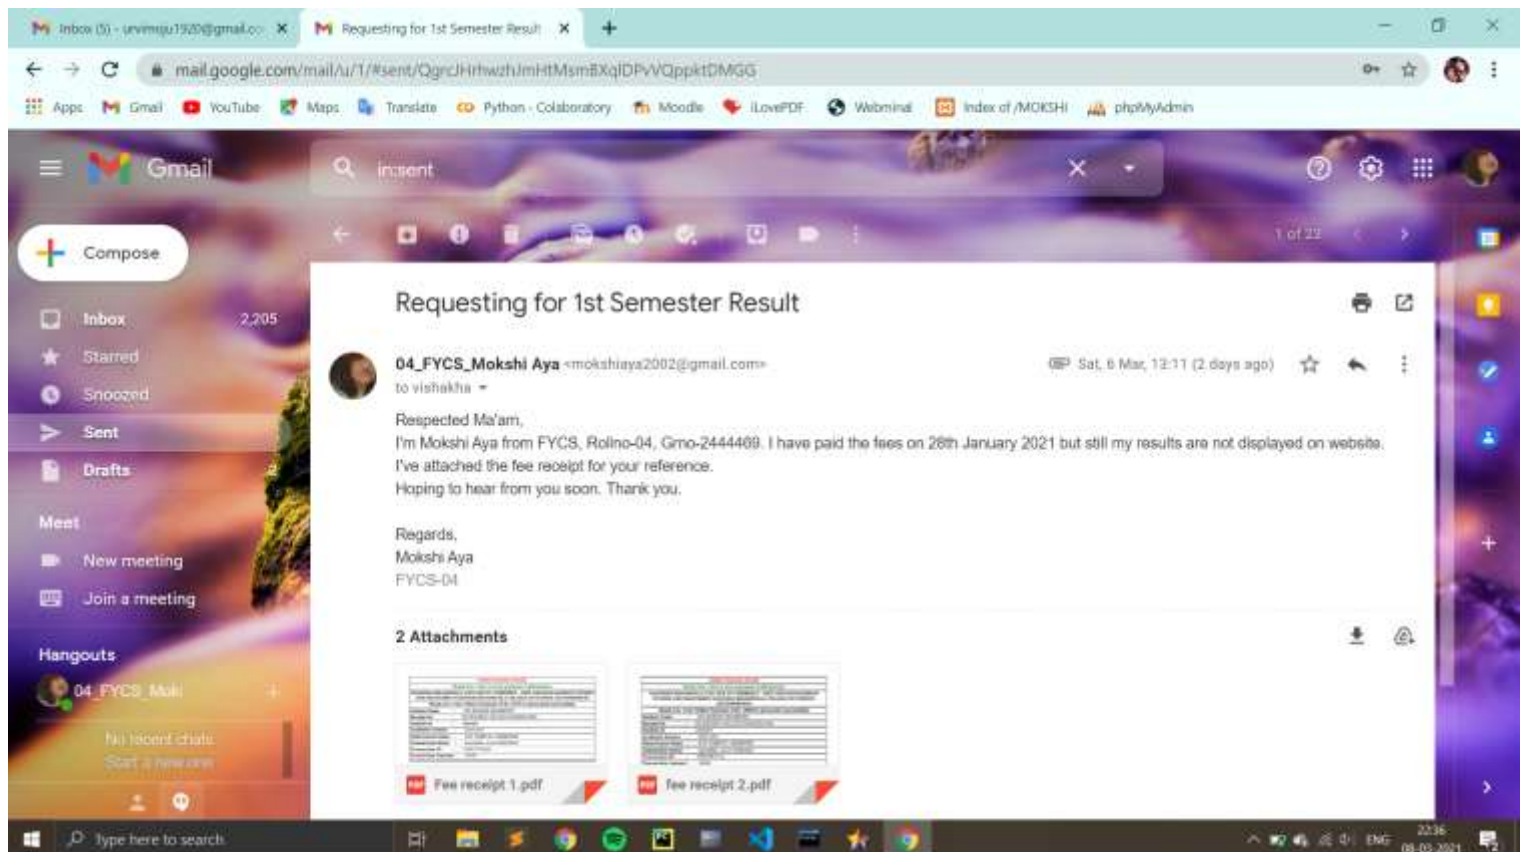 Inbox (5) - urvimoju1920@gmail.co
Requesting for 1st Semester Result
mail.google.com/mail/u/1/#sent/QgrcJHrhwzhJmHtMsmBXqlDPvVQppktDMGG
Apps Gmail YouTube Maps Translate Python - Colaboratory Moodle iLovePDF Webminal Index of /MOKSHI phpMyAdmin
Gmail
in:sent
Compose
1 of 22
Inbox 2,205
Starred
Snoozed
Sent
Drafts
Meet
New meeting
Join a meeting
Hangouts
04_FYCS_Moki
No recent chats
Start a new one
Requesting for 1st Semester Result
04_FYCS_Mokshi Aya <mokshiaya2002@gmail.com>
Sat, 6 Mar, 13:11 (2 days ago)
to vishakha
Respected Ma'am,
I'm Mokshi Aya from FYCS, Rollno-04, Grno-2444469. I have paid the fees on 28th January 2021 but still my results are not displayed on website.
I've attached the fee receipt for your reference.
Hoping to hear from you soon. Thank you.
Regards,
Mokshi Aya
FYCS-04
2 Attachments
PDF Fee receipt 1.pdf
PDF fee receipt 2.pdf
Type here to search
ENG
22:36
08-03-2021